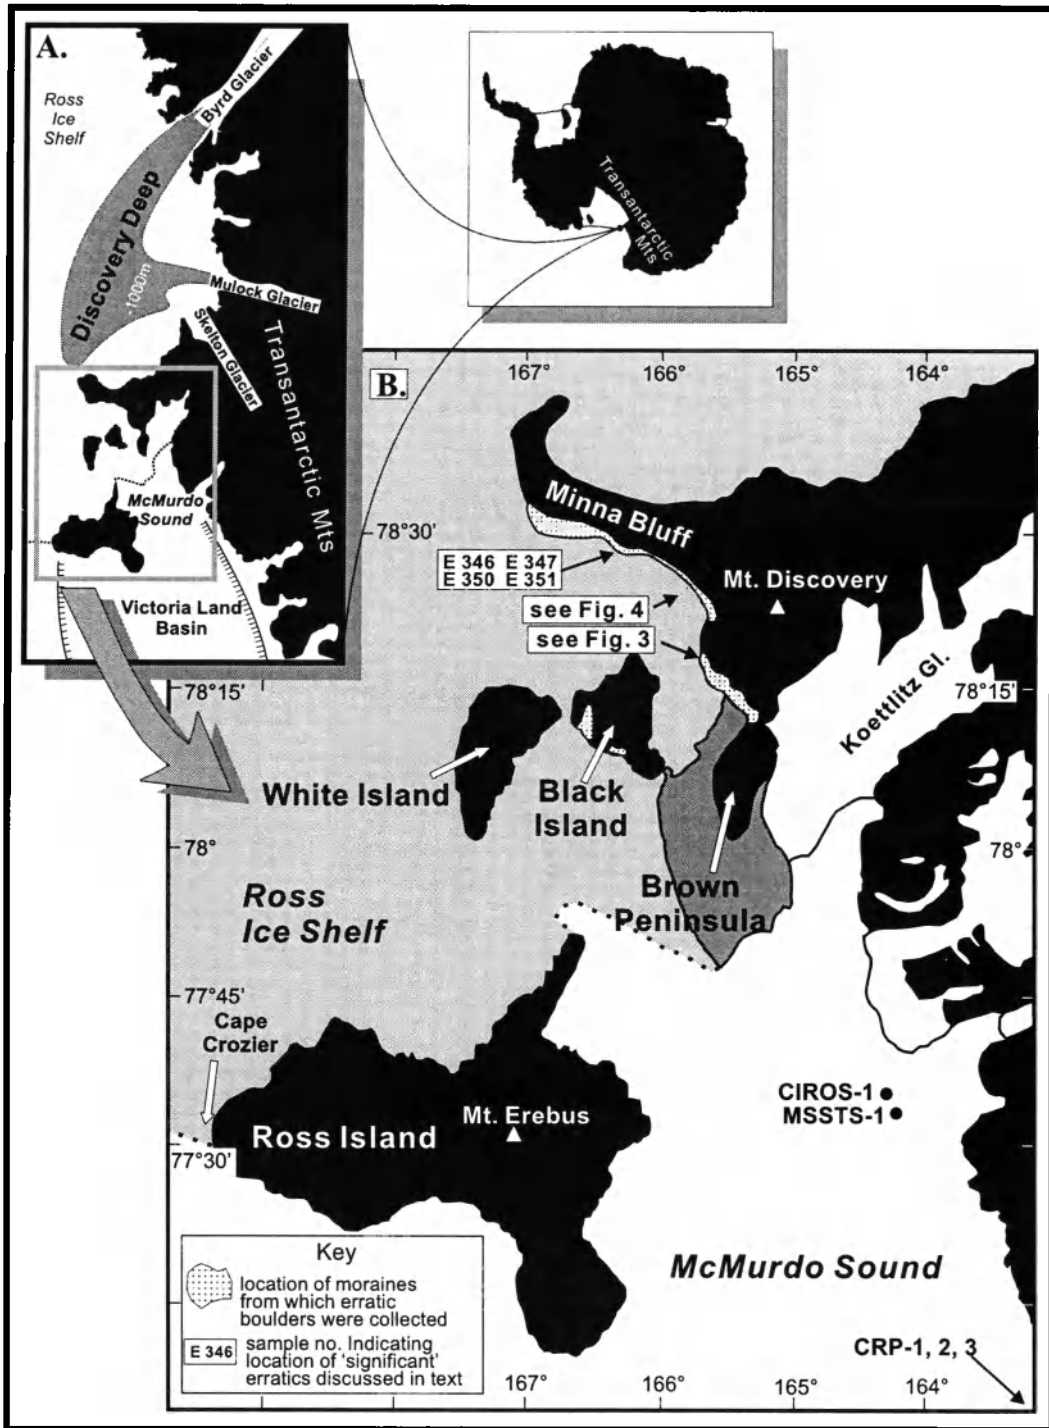 A.
Ross
Ice
Shelf
Byrd Glacier
Discovery Deep
-1000m
Mulock Glacier
Skelton Glacier
Transantarctic Mts
McMurdo
Sound
Victoria Land
Basin
Transantarctic
Mts
B.
167°
166°
165°
164°
Minna Bluff
78°30'
E 346 E 347
E 350 E 351
Mt. Discovery
see Fig. 4
see Fig. 3
78°15'
78°15'
Koettlitz Gl.
White Island
Black
Island
78°
78°
Brown
Peninsula
Ross
Ice Shelf
77°45'
Cape
Crozier
CIROS-1
MSSTS-1
Mt. Erebus
Ross Island
77°30'
Key
location of moraines
from which erratic
boulders were collected
E 346
sample no. Indicating
location of 'significant'
erratics discussed in text
McMurdo Sound
CRP-1, 2, 3
167°
166°
165°
164°